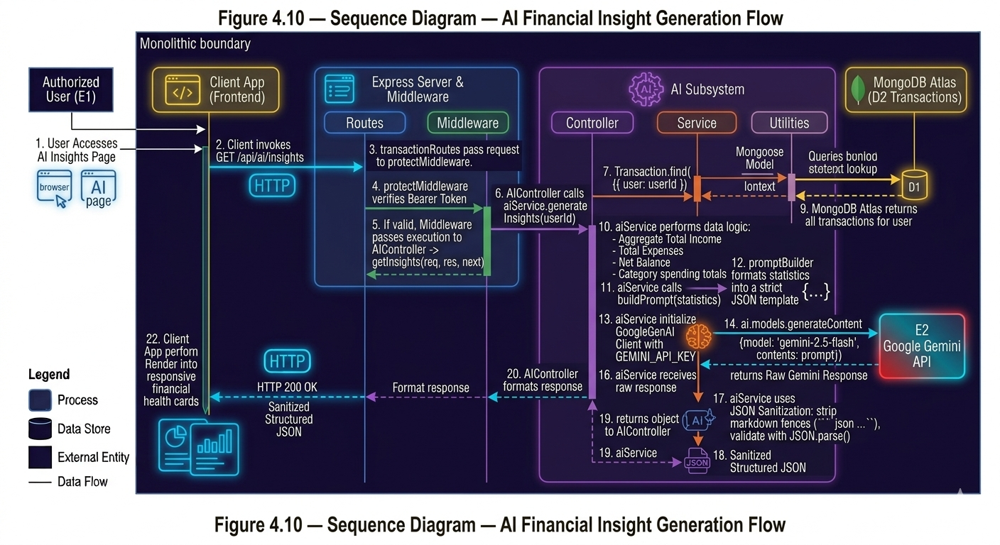 Figure 4.10 — Sequence Diagram — AI Financial Insight Generation Flow
Monolithic boundary
Authorized
User (E1)
Client App
(Frontend)
Express Server &
Middleware
Routes
Middleware
AI
AI Subsystem
Controller
Service
Utilities
MongoDB Atlas
(D2 Transactions)
1. User Accesses
AI Insights Page
browser
AI
page
2. Client invokes
GET /api/ai/insights
HTTP
3. transactionRoutes pass request
to protectMiddleware.
4. protectMiddleware
verifies Bearer Token
5. If valid, Middleware
passes execution to
AIController ->
getInsights(req, res, next)
6. AIController calls
aiService.generate
Insights(userId)
7. Transaction.find(
{{ user: userId })
Mongoose
Model
lontext
Queries bunlod
stotext lookup
D1
9. MongoDB Atlas returns
all transactions for user
10. aiService performs data logic:
- Aggregate Total Income
- Total Expenses
- Net Balance
- Category spending totals
11. aiService calls
buildPrompt(statistics)
12. promptBuilder
formats statistics
into a strict
JSON template
{...}
13. aiService initialize
GoogleGenAI
Client with
GEMINI_API_KEY
14. ai.models.generateContent
{model: 'gemini-2.5-flash',
contents: prompt})
returns Raw Gemini Response
E2
Google Gemini
API
16. aiService receives
raw response
17. aiService uses
JSON Sanitization: strip
markdown fences (¨¨¨ json ...``),
validate with JSON.parse()
AI
18. Sanitized
Structured JSON
JSON
19. returns object
to AIController
19. aiService
20. AIController
formats response
Format response
HTTP
HTTP 200 OK
Sanitized
Structured
JSON
22. Client
App perforn
Render into
responsive
financial
health cards
Legend
Process
Data Store
External Entity
Data Flow
Figure 4.10 — Sequence Diagram — AI Financial Insight Generation Flow